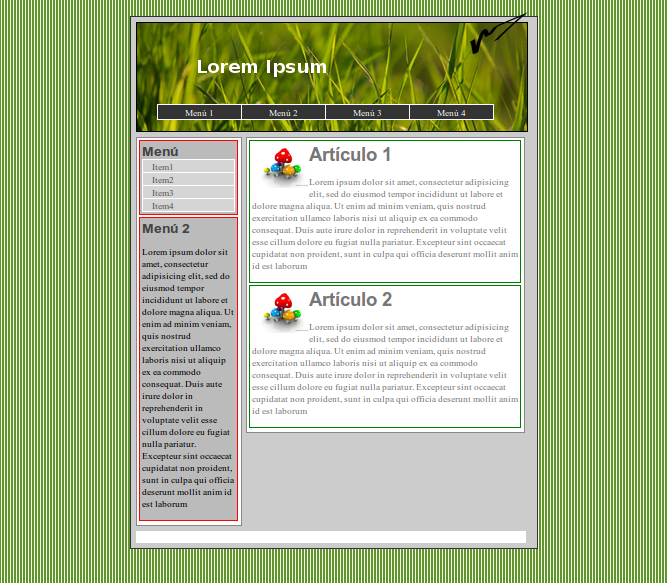 Lorem Ipsum
Menú 1 Menú 2 Menú 3 Menú 4
Menú
Item1
Item2
Item3
Item4
Menú 2
Lorem ipsum dolor sit
amet, consectetur
adipisicing elit, sed do
eiusmod tempor
incididunt ut labore et
dolore magna aliqua. Ut
enim ad minim veniam,
quis nostrud
exercitation ullamco
laboris nisi ut aliquip
ex ea commodo
consequat. Duis aute
irure dolor in
reprehenderit in
voluptate velit esse
cillum dolore eu fugiat
nulla pariatur.
Excepteur sint occaecat
cupidatat non proident,
sunt in culpa qui officia
deserunt mollit anim id
est laborum
Artículo 1
Lorem ipsum dolor sit amet, consectetur adipisicing
elit, sed do eiusmod tempor incididunt ut labore et
dolore magna aliqua. Ut enim ad minim veniam, quis nostrud
exercitation ullamco laboris nisi ut aliquip ex ea commodo
consequat. Duis aute irure dolor in reprehenderit in voluptate velit
esse cillum dolore eu fugiat nulla pariatur. Excepteur sint occaecat
cupidatat non proident, sunt in culpa qui officia deserunt mollit anim
id est laborum
Artículo 2
Lorem ipsum dolor sit amet, consectetur adipisicing
elit, sed do eiusmod tempor incididunt ut labore et
dolore magna aliqua. Ut enim ad minim veniam, quis nostrud
exercitation ullamco laboris nisi ut aliquip ex ea commodo
consequat. Duis aute irure dolor in reprehenderit in voluptate velit
esse cillum dolore eu fugiat nulla pariatur. Excepteur sint occaecat
cupidatat non proident, sunt in culpa qui officia deserunt mollit anim
id est laborum